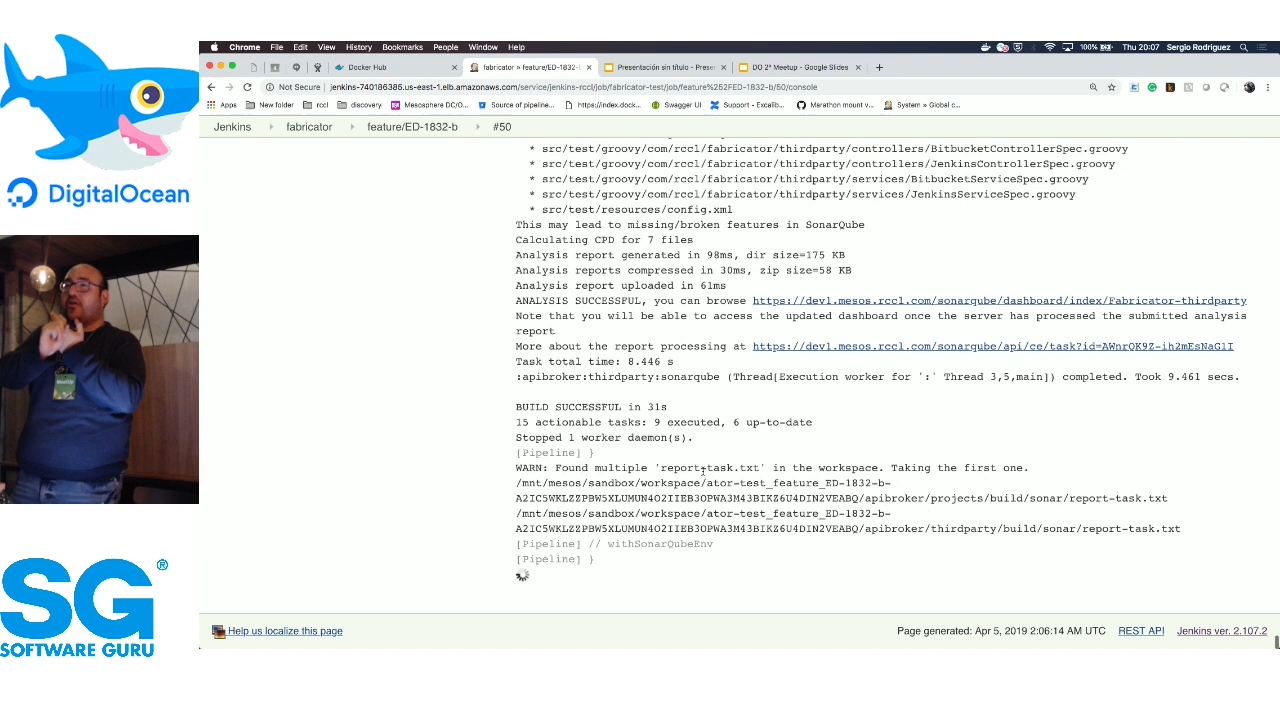 DigitalOcean
SG®
SOFTWARE GURU
Chrome File Edit View History Bookmarks People Window Help
100% Thu 20:07 Sergio Rodriguez
Docker Hub
fabricator » feature/ED-1832-b
Presentación sin título - Prese
DO 2ª Meetup - Google Slides
Not Secure | jenkins-740186385.us-east-1.elb.amazonaws.com/service/jenkins-rccl/job/fabricator-test/job/feature%252FED-1832-b/50/console
Apps New folder rccl discovery Mesosphere DC/O... Source of pipeline... https://index.dock... Swagger UI Support - Excalib... Marathon mount v... System » Global c...
Jenkins fabricator feature/ED-1832-b #50
* src/test/groovy/com/rccl/fabricator/thirdparty/controllers/BitbucketControllerSpec.groovy
* src/test/groovy/com/rccl/fabricator/thirdparty/controllers/JenkinsControllerSpec.groovy
* src/test/groovy/com/rccl/fabricator/thirdparty/services/BitbucketServiceSpec.groovy
* src/test/groovy/com/rccl/fabricator/thirdparty/services/JenkinsServiceSpec.groovy
* src/test/resources/config.xml
This may lead to missing/broken features in SonarQube
Calculating CPD for 7 files
Analysis report generated in 98ms, dir size=175 KB
Analysis reports compressed in 30ms, zip size=58 KB
Analysis report uploaded in 61ms
ANALYSIS SUCCESSFUL, you can browse https://dev1.mesos.rccl.com/sonarqube/dashboard/index/Fabricator-thirdparty
Note that you will be able to access the updated dashboard once the server has processed the submitted analysis
report
More about the report processing at https://dev1.mesos.rccl.com/sonarqube/api/ce/task?id=AWnrQK9Z-ih2mEsNaG1I
Task total time: 8.446 s
:apibroker:thirdparty:sonarqube (Thread[Execution worker for ':' Thread 3,5,main]) completed. Took 9.461 secs.
BUILD SUCCESSFUL in 31s
15 actionable tasks: 9 executed, 6 up-to-date
Stopped 1 worker daemon(s).
[Pipeline] }
WARN: Found multiple 'report-task.txt' in the workspace. Taking the first one.
/mnt/mesos/sandbox/workspace/ator-test_feature_ED-1832-b-
A2IC5WKLZZPBW5XLUMUN4O2IIEB3OPWA3M43BIKZ6U4DIN2VEABQ/apibroker/projects/build/sonar/report-task.txt
/mnt/mesos/sandbox/workspace/ator-test_feature_ED-1832-b-
A2IC5WKLZZPBW5XLUMUN4O2IIEB3OPWA3M43BIKZ6U4DIN2VEABQ/apibroker/thirdparty/build/sonar/report-task.txt
[Pipeline] // withSonarQubeEnv
[Pipeline] }
Help us localize this page
Page generated: Apr 5, 2019 2:06:14 AM UTC REST API Jenkins ver. 2.107.2